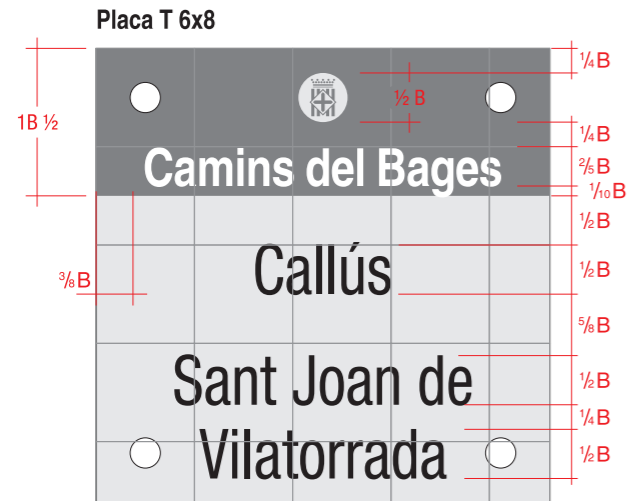 Placa T 6x8
¼B
½ B
1B ½
¼B
Camins del Bages
⅖B
⅒B
½B
Callús
½B
⅜B
⅝B
Sant Joan de
½B
¼B
Vilatorrada
½B